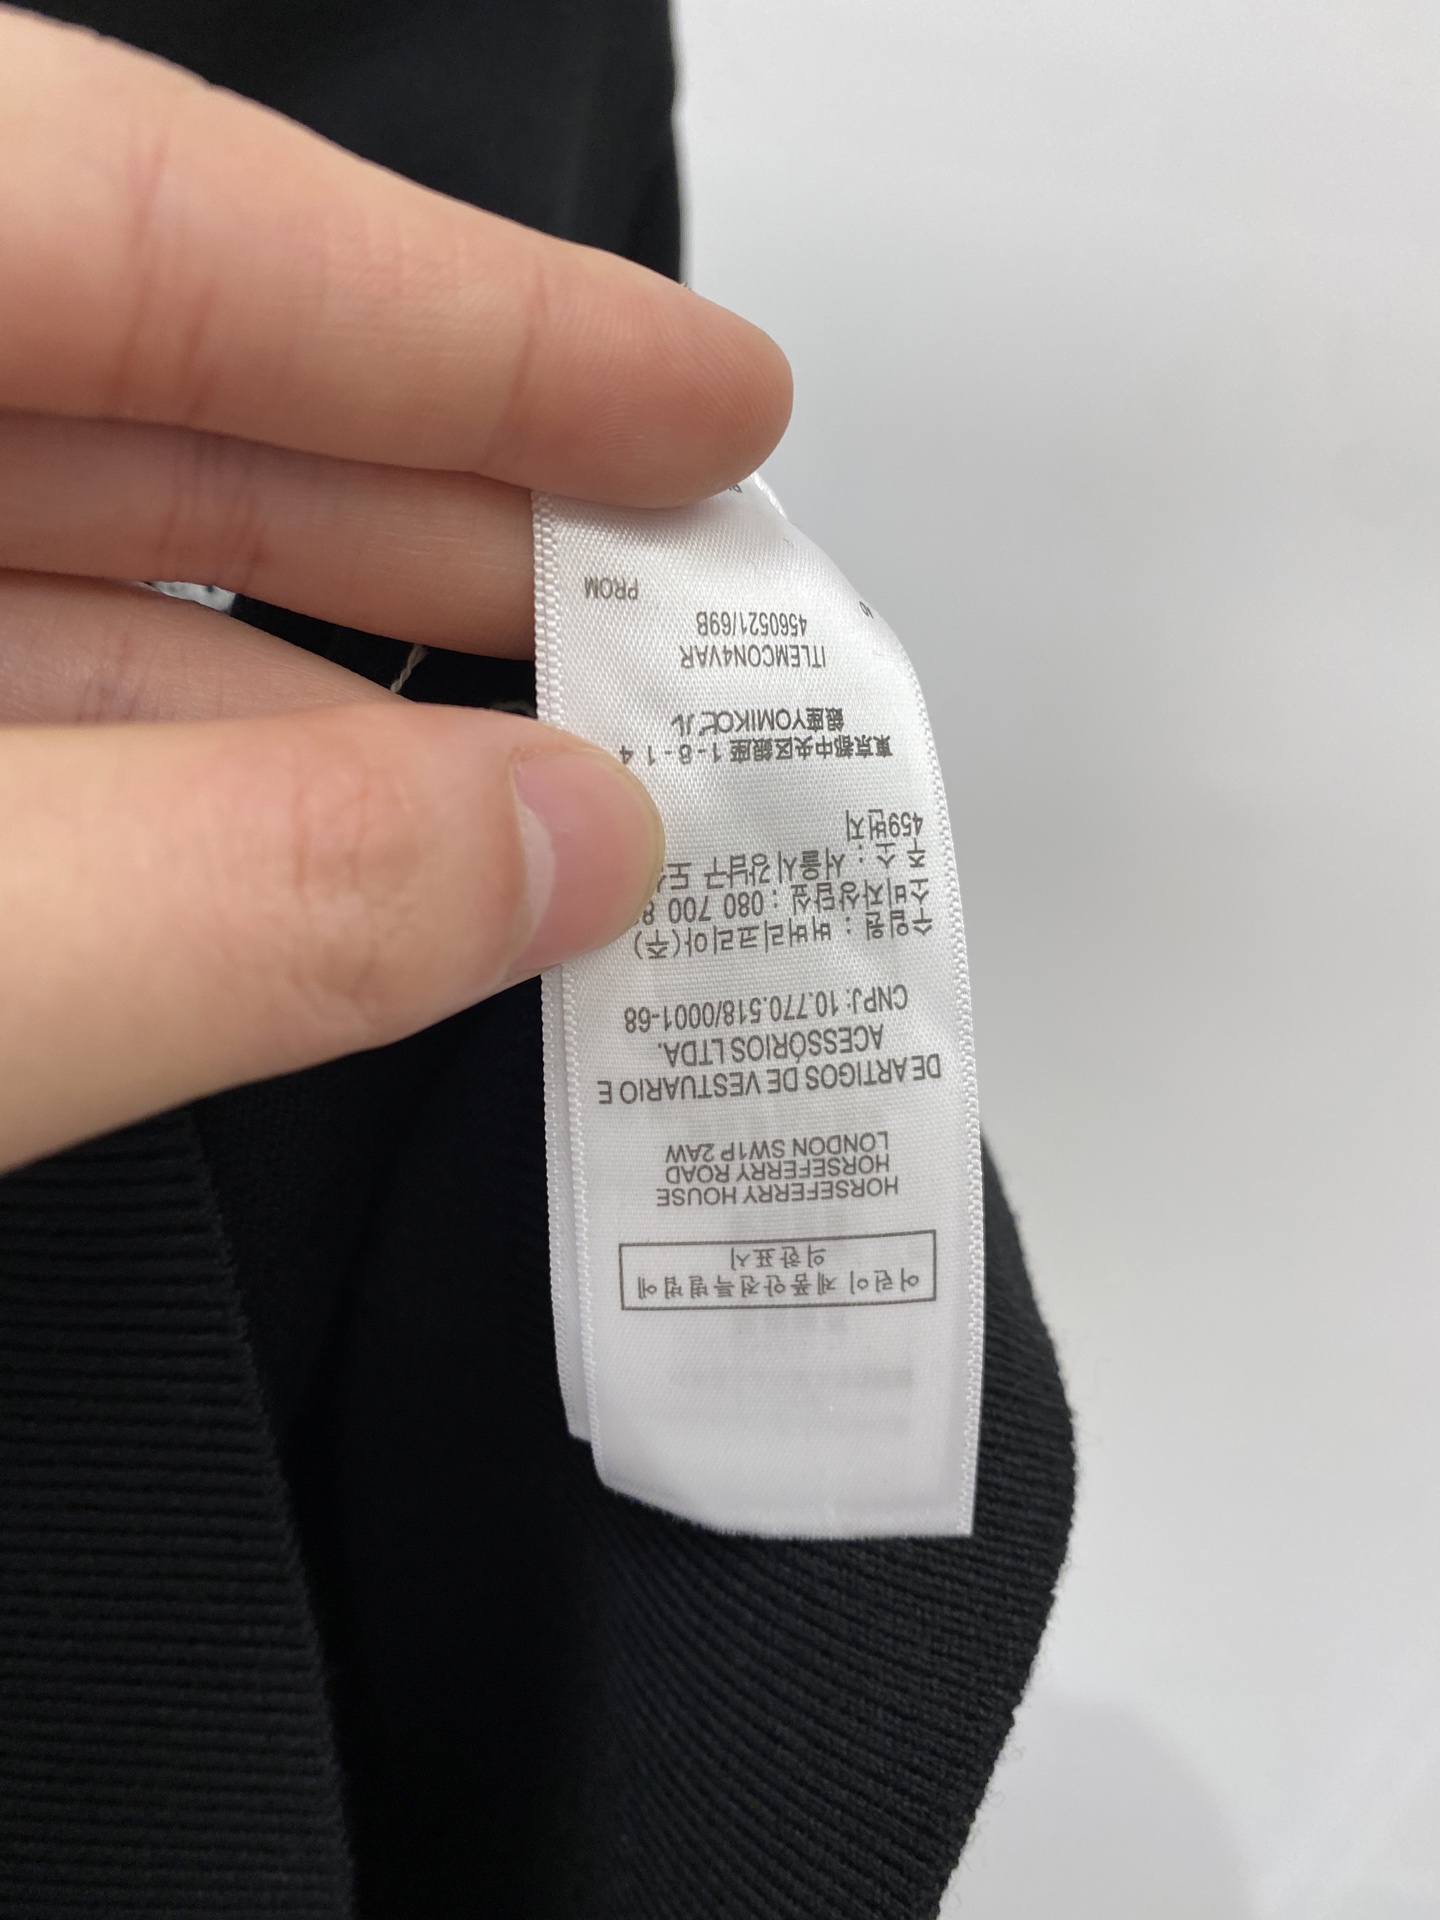 어린이 제품안전특별법에
의한표시
HORSEFERRY HOUSE
HORSEFERRY ROAD
LONDON SW1P 2AW
DE ARTIGOS DE VESTUARIO E
ACESSÓRIOS LTDA.
CNPJ: 10.770.518/0001-68
수입원 : 버버리코리아(주)
소비자상담실 : 080 700 8
주 소 : 서울시강남구
459번지
東京都中央区銀座1-8-14
銀座YOMIKOビル
ITLEMCON4VAR
4560521/69B
PROM